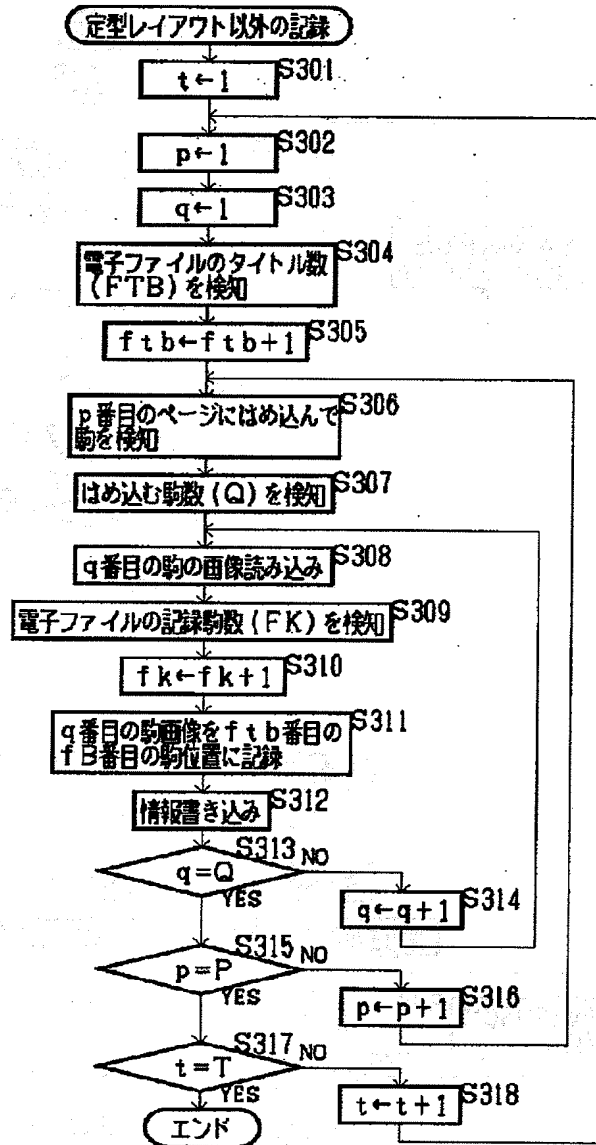 定型レイアウト以外の記録
S301
t←1
S302
p←1
S303
q←1
S304
電子ファイルのタイトル数
(FTB)を検知
S305
ftb←ftb+1
S306
p番目のページにはめ込んで
駒を検知
S307
はめ込む駒数(Q)を検知
S308
q番目の駒の画像読み込み
S309
電子ファイルの記録駒数(FK)を検知
S310
fk←fk+1
S311
q番目の駒画像をftb番目の
fB番目の駒位置に記録
S312
情報書き込み
S313
NO
q=Q
YES
S314
q←q+1
S315
NO
p=P
YES
S316
p←p+1
S317
NO
t=T
YES
S318
t←t+1
エンド